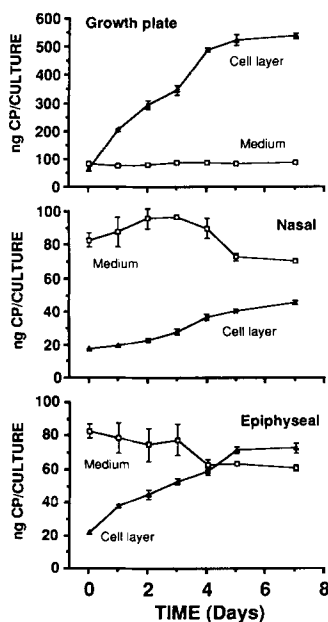 Growth plate
600
500
400
300
200
100
0
ng CP/CULTURE
Cell layer
Medium
Nasal
100
80
60
40
20
0
ng CP/CULTURE
Medium
Cell layer
Epiphyseal
100
80
60
40
20
0
ng CP/CULTURE
Medium
Cell layer
0 2 4 6 8
TIME (Days)